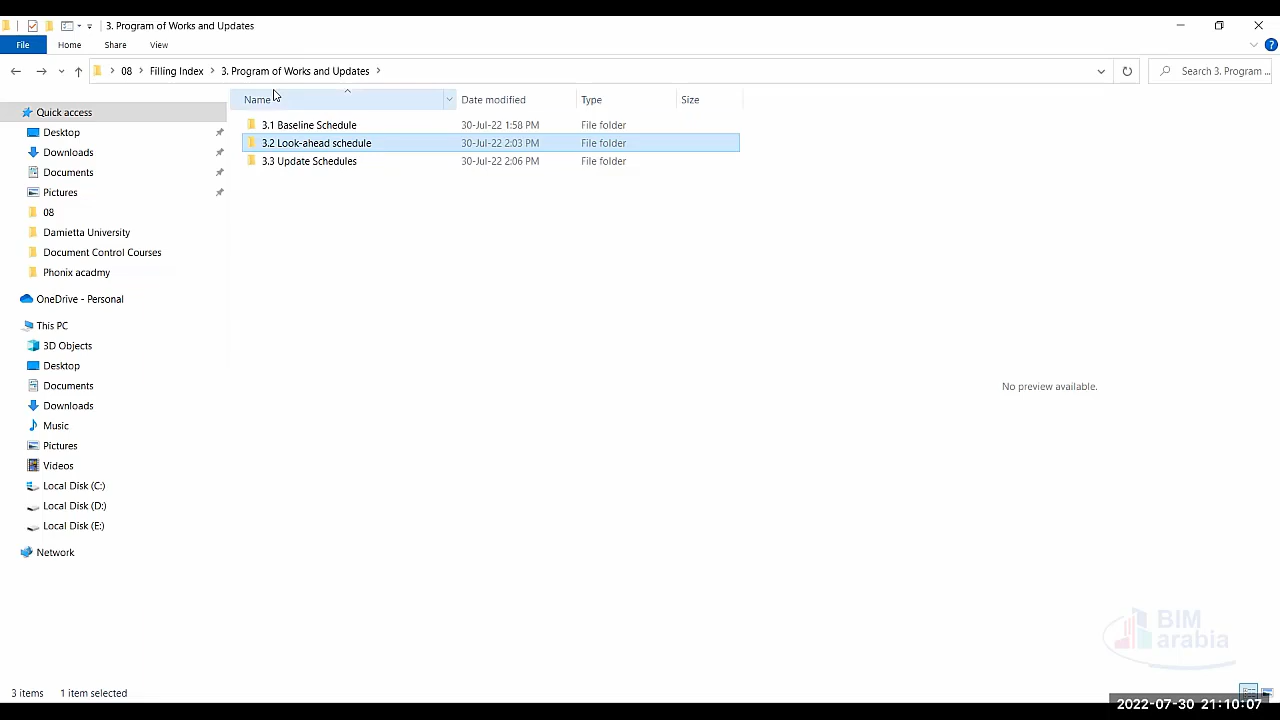 3. Program of Works and Updates
File Home Share View
08 Filling Index 3. Program of Works and Updates
Search 3. Program ...
Name Date modified Type Size
Quick access
Desktop
Downloads
Documents
Pictures
08
Damietta University
Document Control Courses
Phonix acadmy
OneDrive - Personal
This PC
3D Objects
Desktop
Documents
Downloads
Music
Pictures
Videos
Local Disk (C:)
Local Disk (D:)
Local Disk (E:)
Network
3.1 Baseline Schedule 30-Jul-22 1:58 PM File folder
3.2 Look-ahead schedule 30-Jul-22 2:03 PM File folder
3.3 Update Schedules 30-Jul-22 2:06 PM File folder
No preview available.
BIM
arabia
3 items 1 item selected
2022-07-30 21:10:07